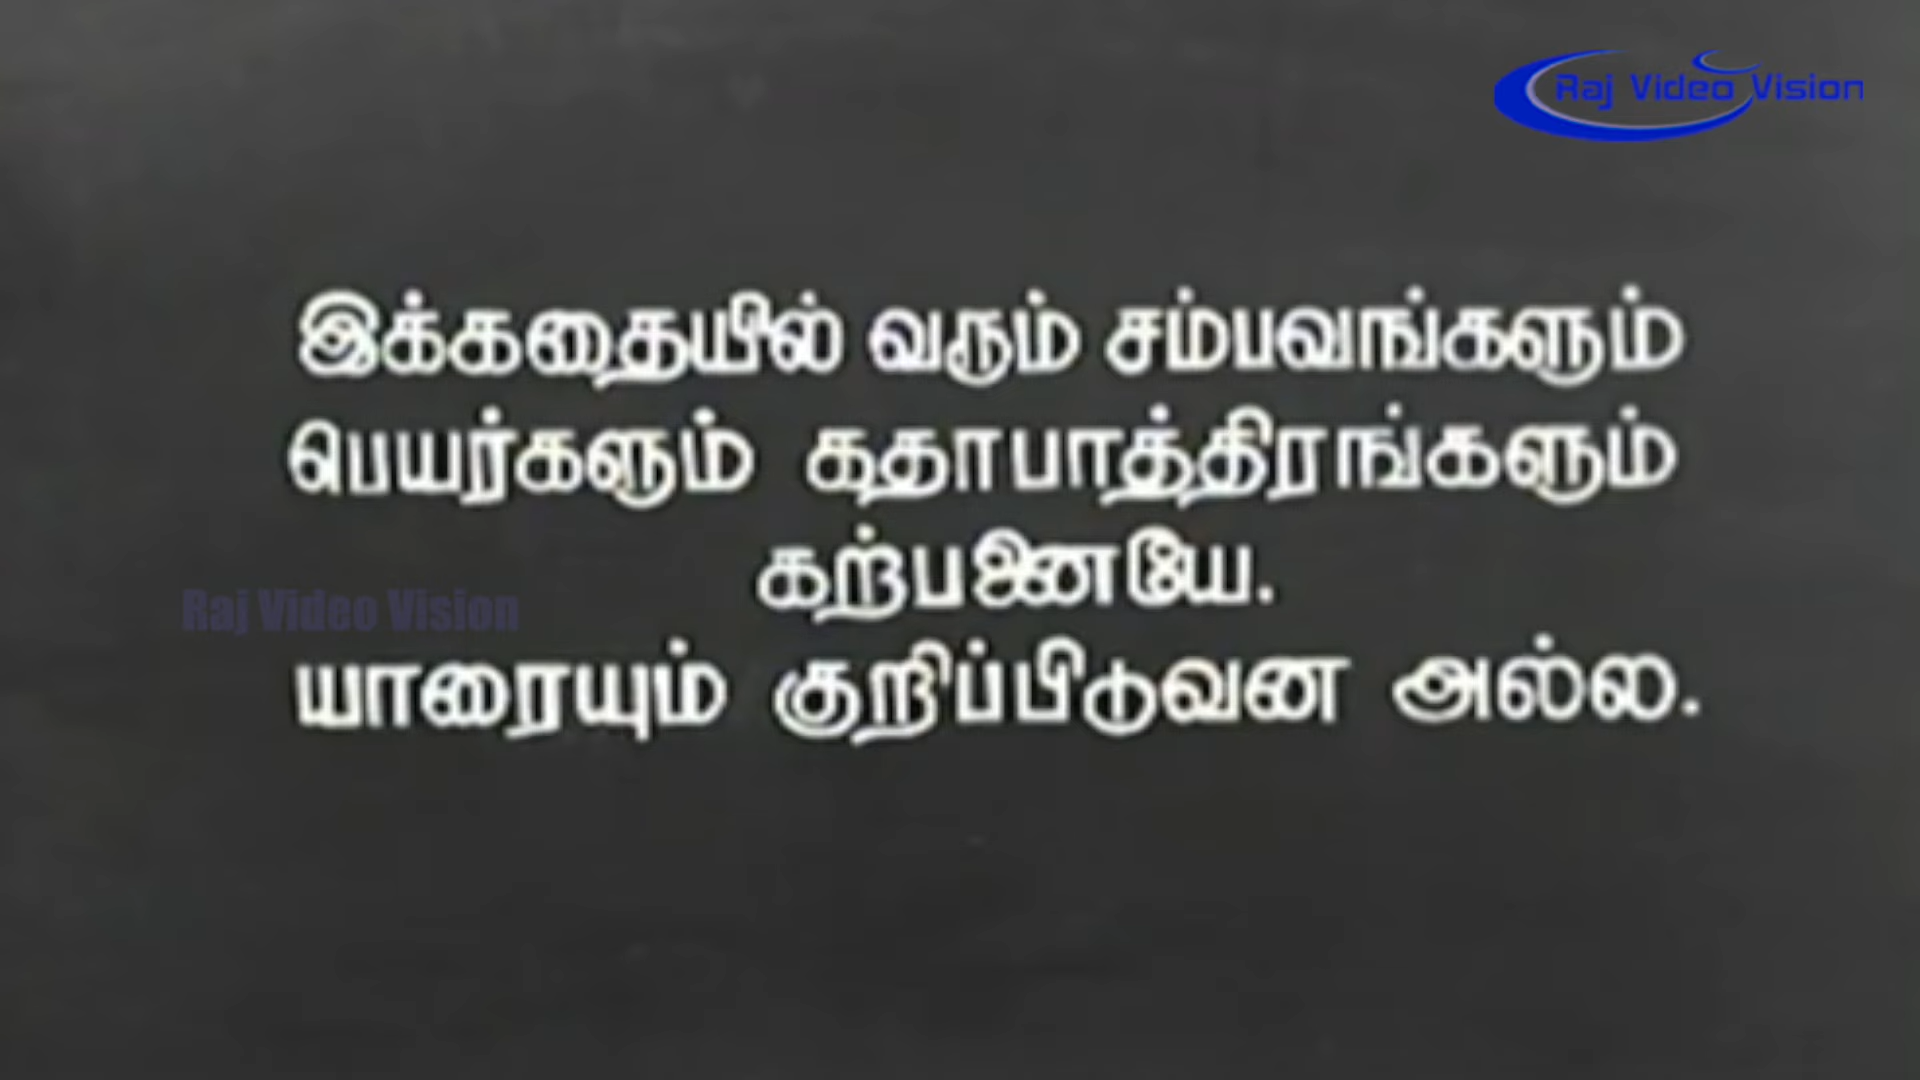 Raj Video Vision
இக்கதையில் வரும் சம்பவங்களும்
பெயர்களும் கதாபாத்திரங்களும்
கற்பனையே.
Raj Video Vision
யாரையும் குறிப்பிடுவன அல்ல.